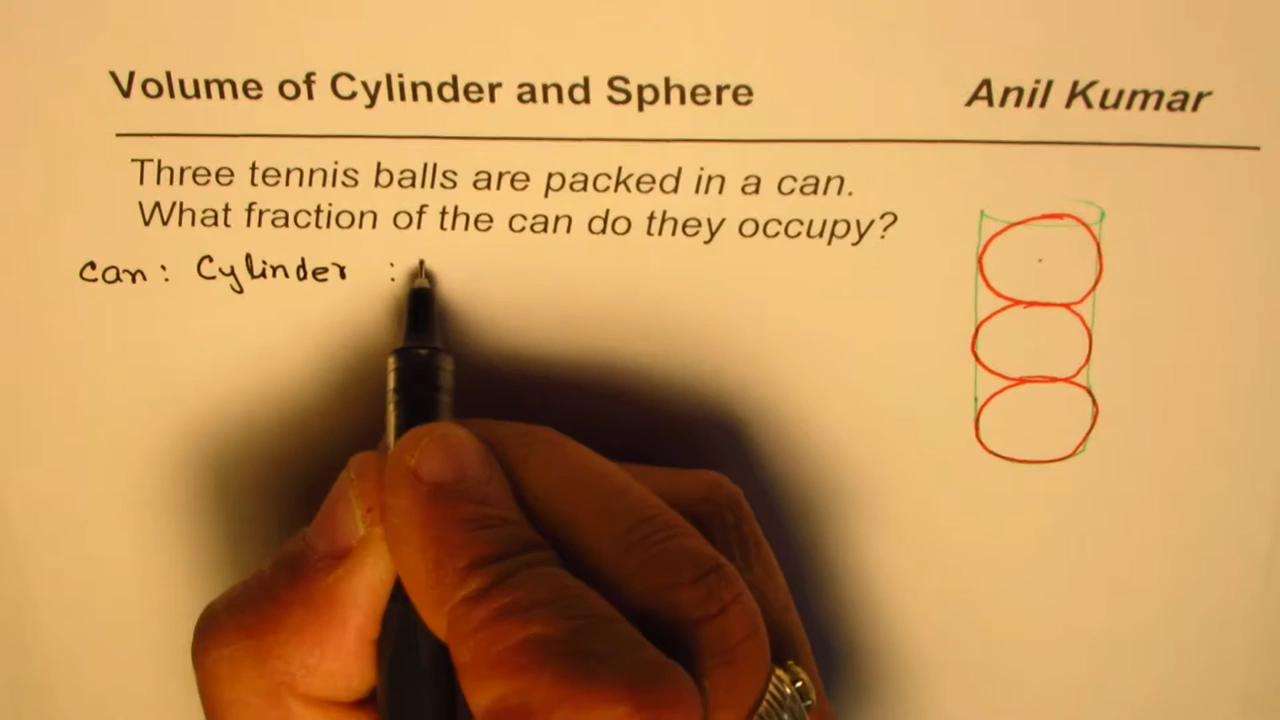 Volume of Cylinder and Sphere Anil Kumar
Three tennis balls are packed in a can.
What fraction of the can do they occupy?
Can: Cylinder :